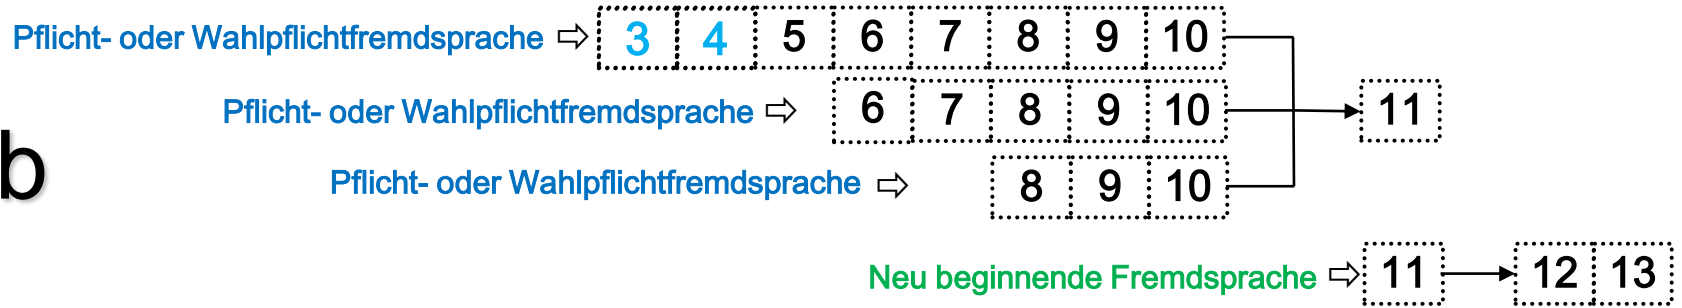 Pflicht- oder Wahlpflichtfremdsprache ⇨ 3 4 5 6 7 8 9 10
Pflicht- oder Wahlpflichtfremdsprache ⇨ 6 7 8 9 10 11
b
Pflicht- oder Wahlpflichtfremdsprache ⇨ 8 9 10
Neu beginnende Fremdsprache ⇨ 11 12 13